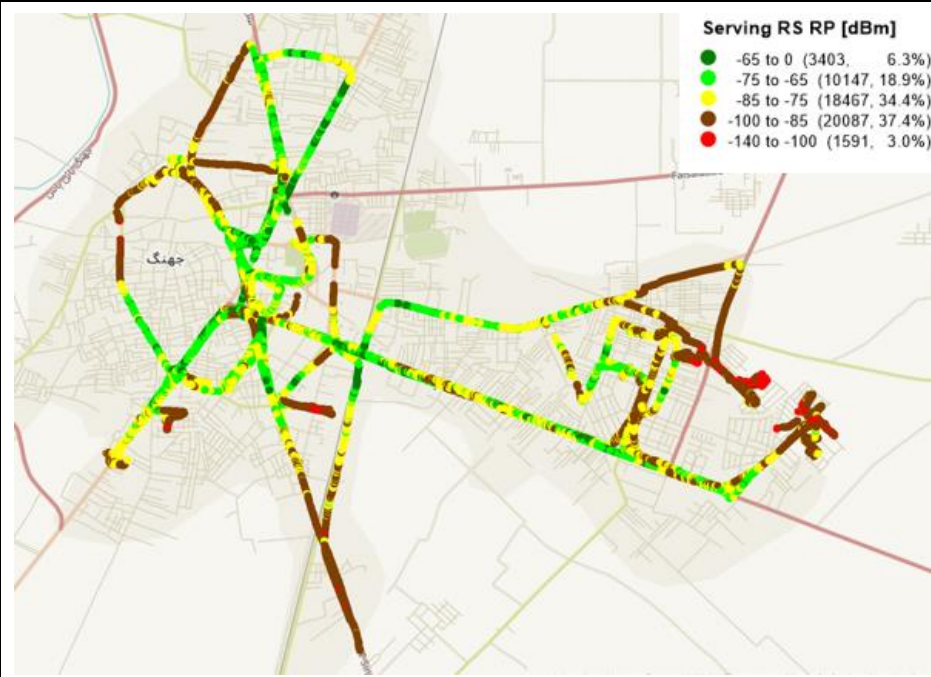 Serving RS RP [dBm]
-65 to 0 (3403, 6.3%)
-75 to -65 (10147, 18.9%)
-85 to -75 (18467, 34.4%)
-100 to -85 (20087, 37.4%)
-140 to -100 (1591, 3.0%)
جھنگ